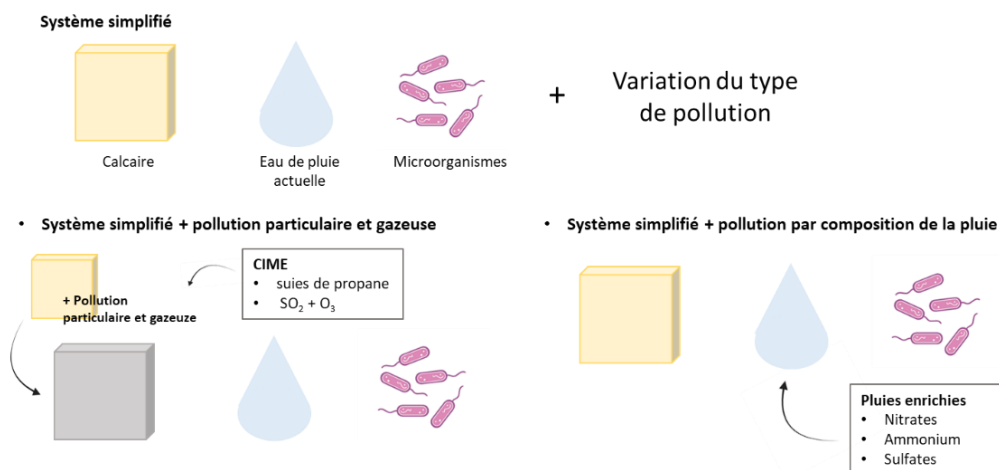 Système simplifié
+
Variation du type
de pollution
Calcaire
Eau de pluie
actuelle
Microorganismes
• Système simplifié + pollution particulaire et gazeuse
CIME
• suies de propane
• SO₂ + O₃
+ Pollution
particulaire et gazeuze
• Système simplifié + pollution par composition de la pluie
Pluies enrichies
• Nitrates
• Ammonium
• Sulfates